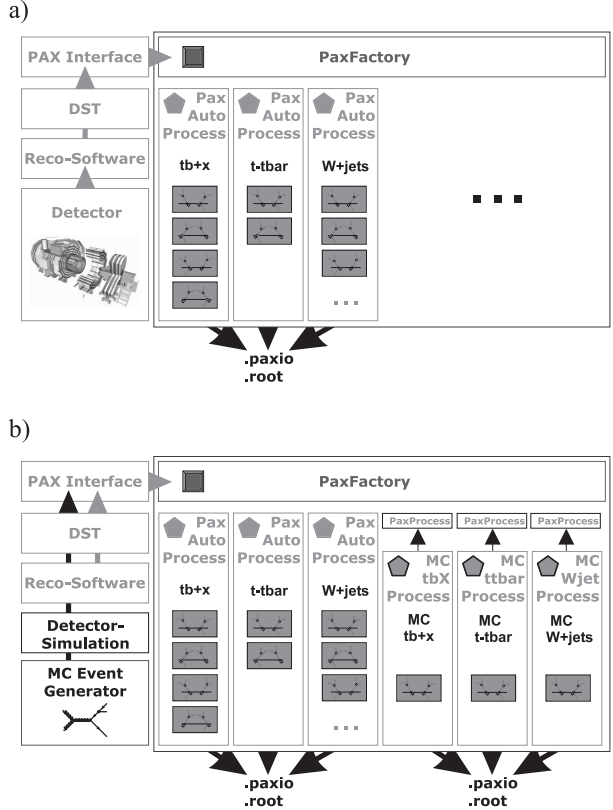 a)
PAX Interface
PaxFactory
DST
Reco-Software
Detector
Pax
Auto
Process
tb+x
Pax
Auto
Process
t-tbar
Pax
Auto
Process
W+jets
...
...
.paxio
.root
b)
PAX Interface
PaxFactory
DST
Reco-Software
Detector-
Simulation
MC Event
Generator
Pax
Auto
Process
tb+x
Pax
Auto
Process
t-tbar
Pax
Auto
Process
W+jets
...
PaxProcess
MC
tbX
Process
MC
tb+x
PaxProcess
MC
ttbar
Process
MC
t-tbar
PaxProcess
MC
Wjet
Process
MC
W+jets
.paxio
.root
.paxio
.root